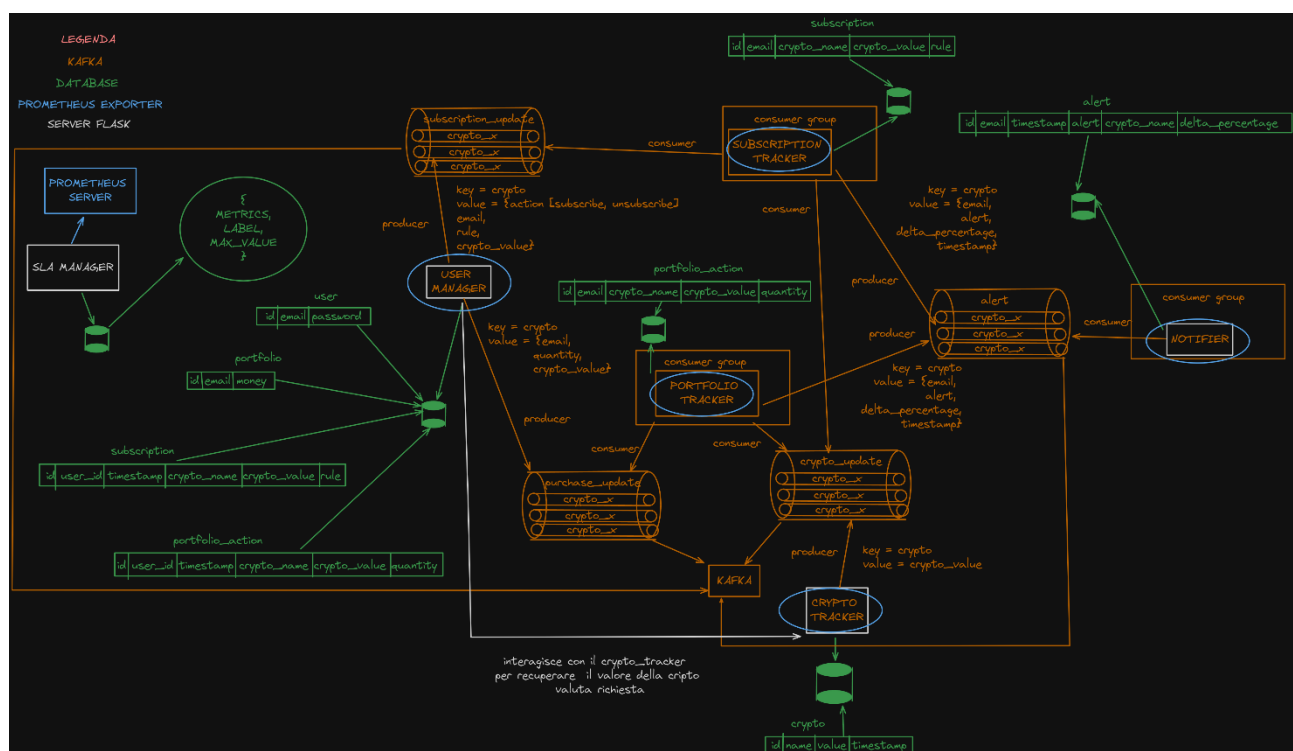 LEGENDA
KAFKA
DATABASE
PROMETHEUS EXPORTER
SERVER FLASK
subscription
id email crypto_name crypto_value rule
alert
id email timestamp alert crypto_name delta_percentage
subscription_update
crypto_x
crypto_x
crypto_x
consumer
consumer group
SUBSCRIPTION
TRACKER
PROMETHEUS
SERVER
SLA MANAGER
{
METRICS,
LABEL,
MAX_VALUE
}
producer
key = crypto
value = {action [subscribe, unsubscribe]
email,
rule,
crypto_value}
USER
MANAGER
consumer
key = crypto
value = {email,
alert,
delta_percentage,
timestamp}
producer
portfolio_action
id email crypto_name crypto_value quantity
user
id email password
portfolio
id email money
key = crypto
value = {email,
quantity,
crypto_value}
producer
consumer group
PORTFOLIO
TRACKER
producer
alert
crypto_x
crypto_x
crypto_x
consumer
consumer group
NOTIFIER
key = crypto
value = {email,
alert,
delta_percentage,
timestamp}
consumer
consumer
subscription
id user_id timestamp crypto_name crypto_value rule
purchase_update
crypto_x
crypto_x
crypto_x
crypto_update
crypto_x
crypto_x
crypto_x
portfolio_action
id user_id timestamp crypto_name crypto_value quantity
KAFKA
producer
key = crypto
value = crypto_value
CRYPTO
TRACKER
interagisce con il crypto_tracker
per recuperare il valore della cripto
valuta richiesta
crypto
id name value timestamp